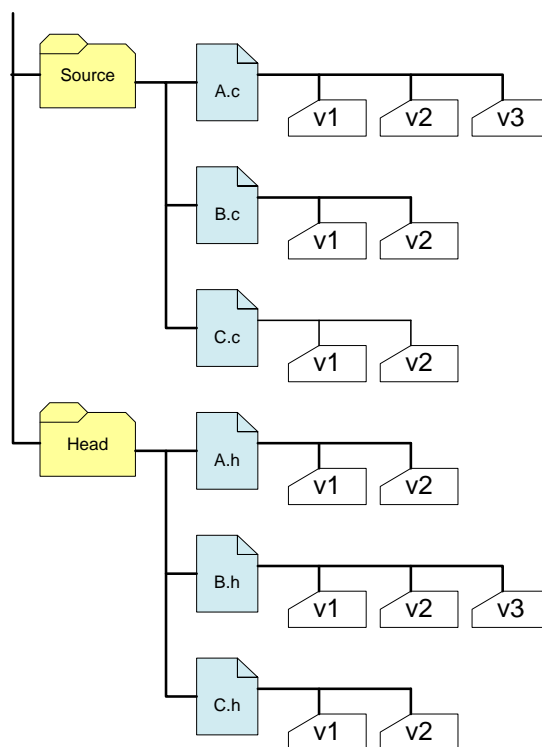 Source
A.c
v1 v2 v3
B.c
v1 v2
C.c
v1 v2
Head
A.h
v1 v2
B.h
v1 v2 v3
C.h
v1 v2